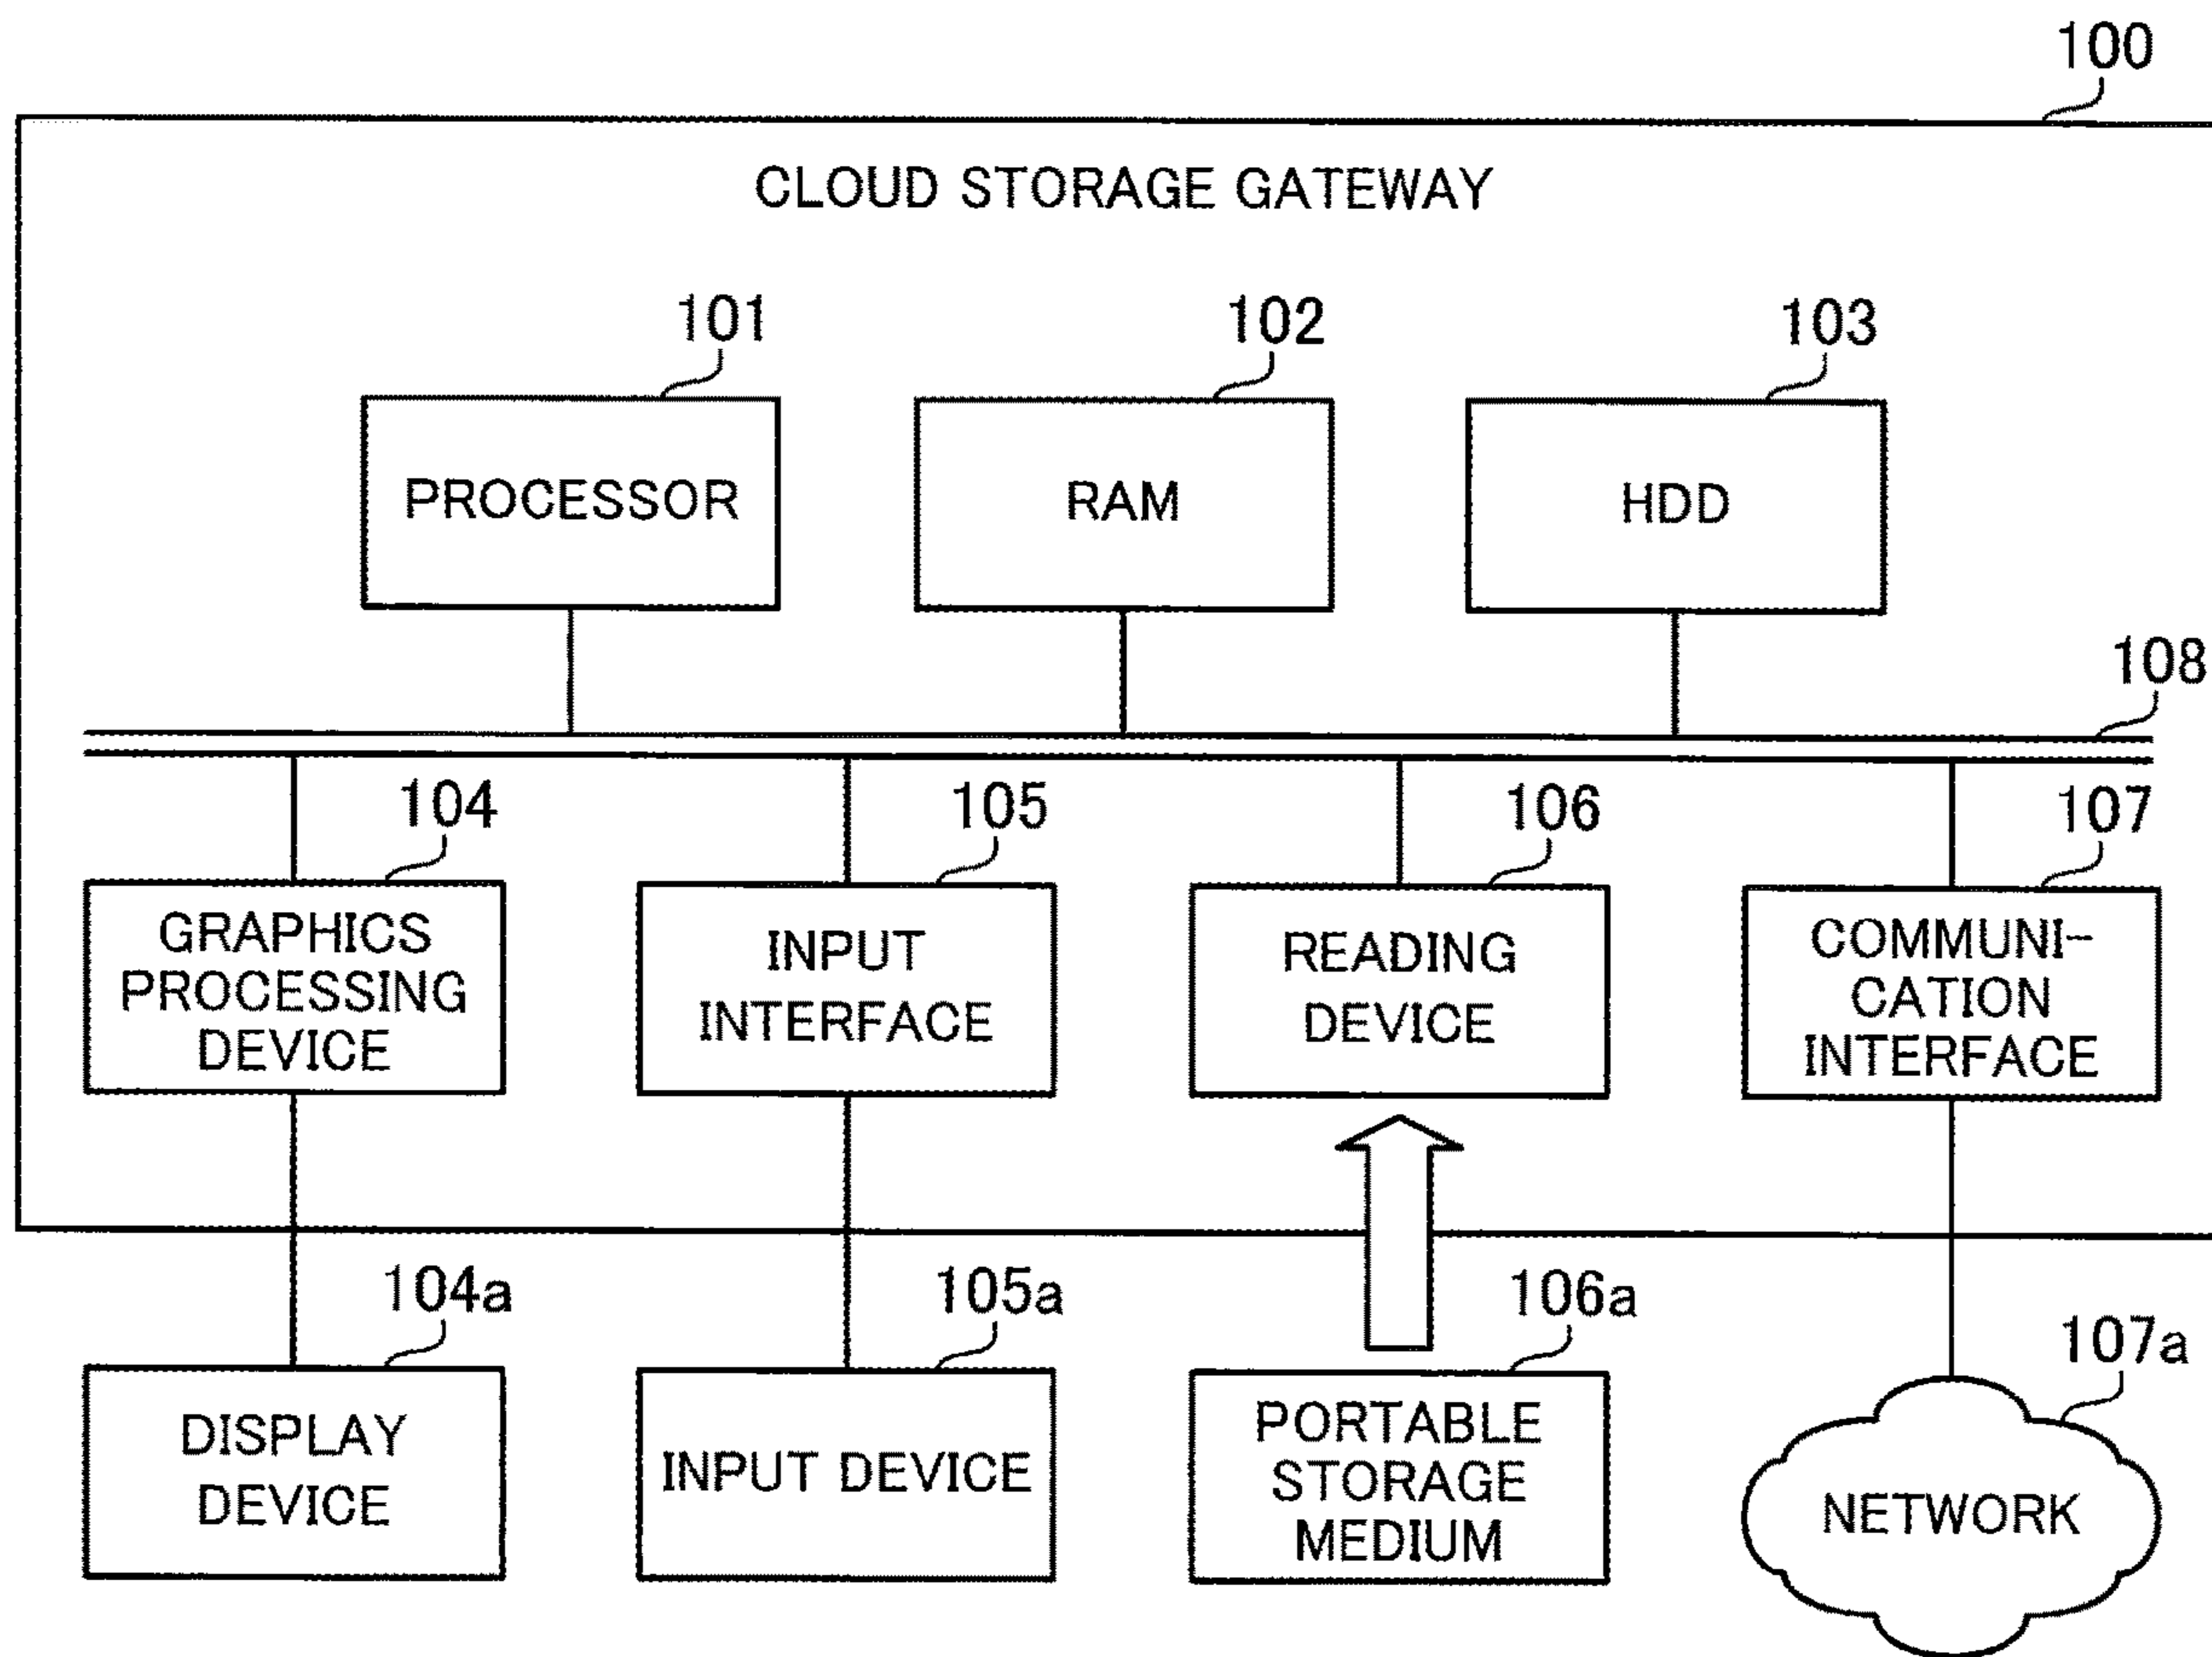 100
CLOUD STORAGE GATEWAY
101
102
103
PROCESSOR
RAM
HDD
108
104
105
106
107
GRAPHICS
PROCESSING
DEVICE
INPUT
INTERFACE
READING
DEVICE
COMMUNI-
CATION
INTERFACE
104a
105a
106a
107a
DISPLAY
DEVICE
INPUT DEVICE
PORTABLE
STORAGE
MEDIUM
NETWORK